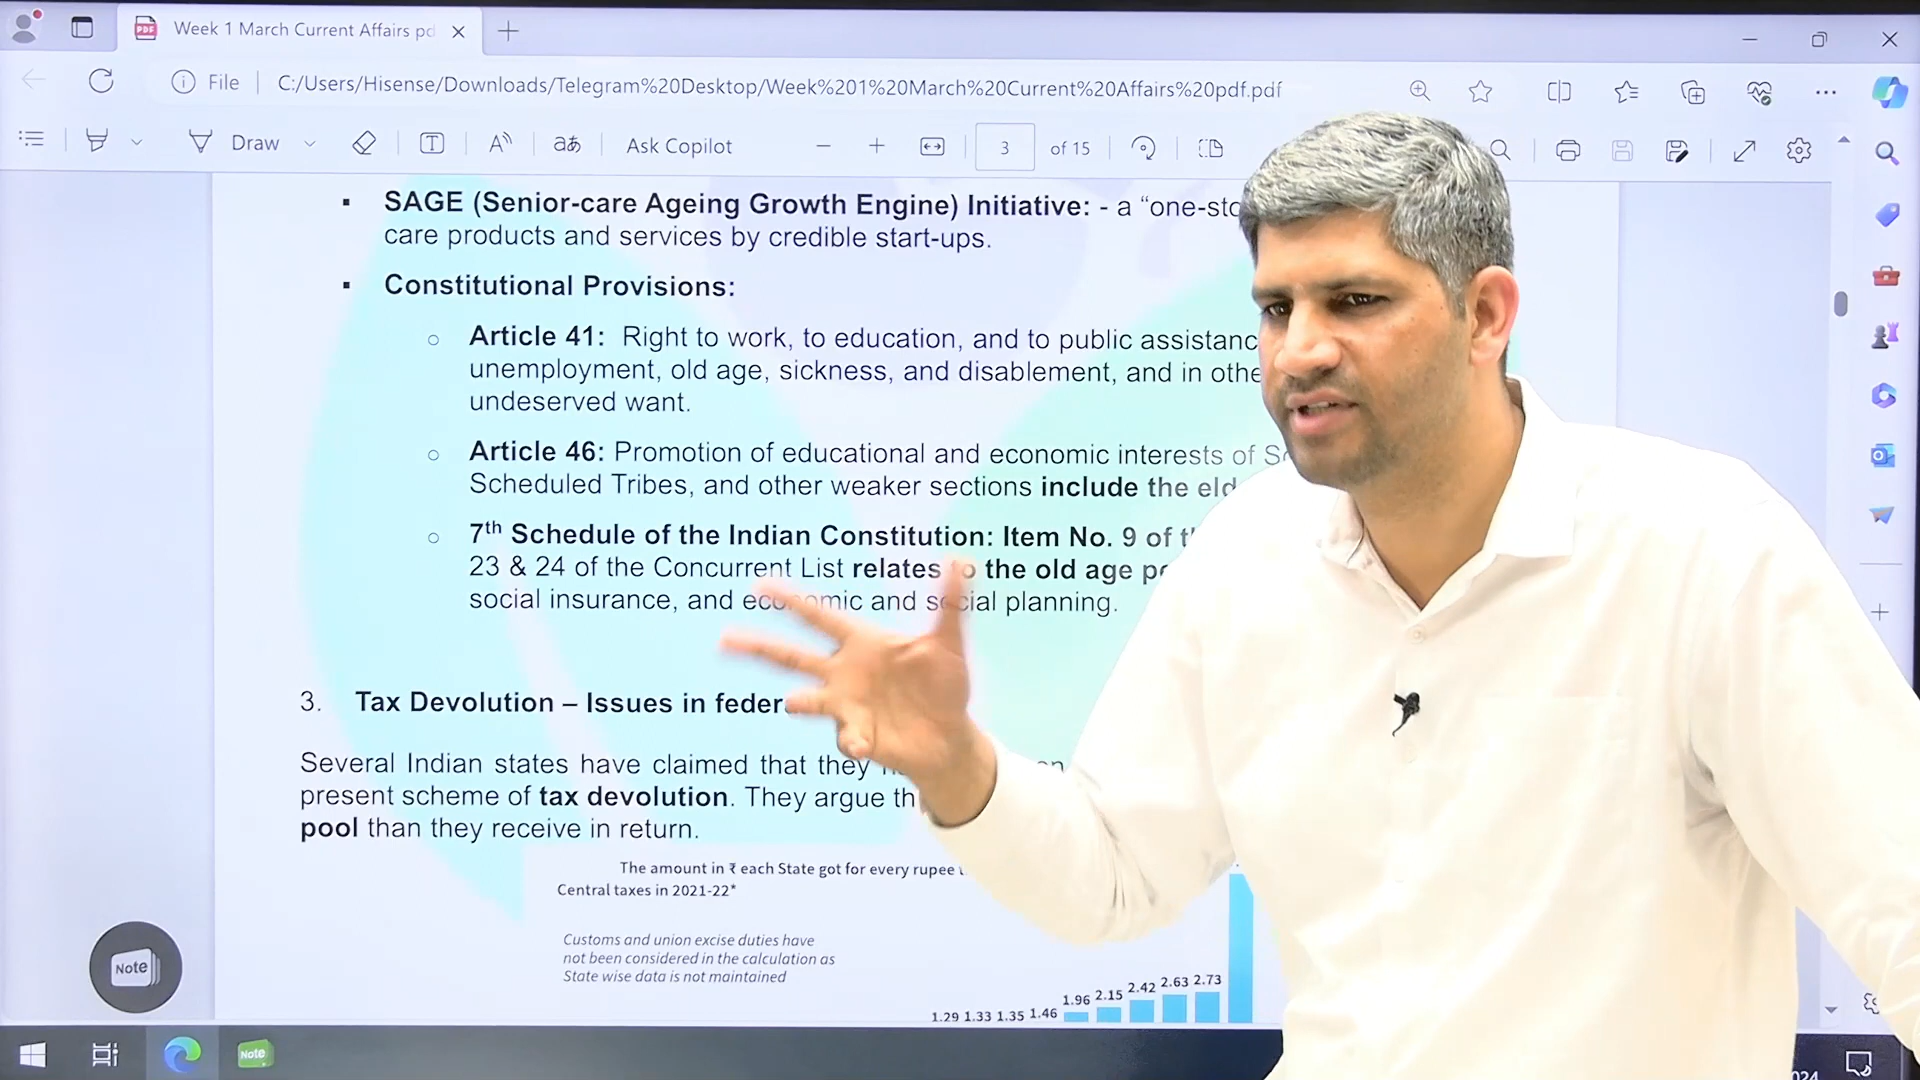 Week 1 March Current Affairs pd
File
C:/Users/Hisense/Downloads/Telegram%20Desktop/Week%201%20March%20Current%20Affairs%20pdf.pdf
Draw
T
A
aあ
Ask Copilot
3
of 15
▪ SAGE (Senior-care Ageing Growth Engine) Initiative: - a “one-sto
care products and services by credible start-ups.
▪ Constitutional Provisions:
○ Article 41: Right to work, to education, and to public assistanc
unemployment, old age, sickness, and disablement, and in othe
undeserved want.
○ Article 46: Promotion of educational and economic interests of S
Scheduled Tribes, and other weaker sections include the eld
○ 7th Schedule of the Indian Constitution: Item No. 9 of
23 & 24 of the Concurrent List relates to the old age pe
social insurance, and economic and social planning.
3. Tax Devolution – Issues in feder
Several Indian states have claimed that they
present scheme of tax devolution. They argue th
pool than they receive in return.
The amount in ₹ each State got for every rupee
Central taxes in 2021-22*
Customs and union excise duties have
not been considered in the calculation as
State wise data is not maintained
1.29 1.33 1.35 1.46 1.96 2.15 2.42 2.63 2.73
Note
Note
024